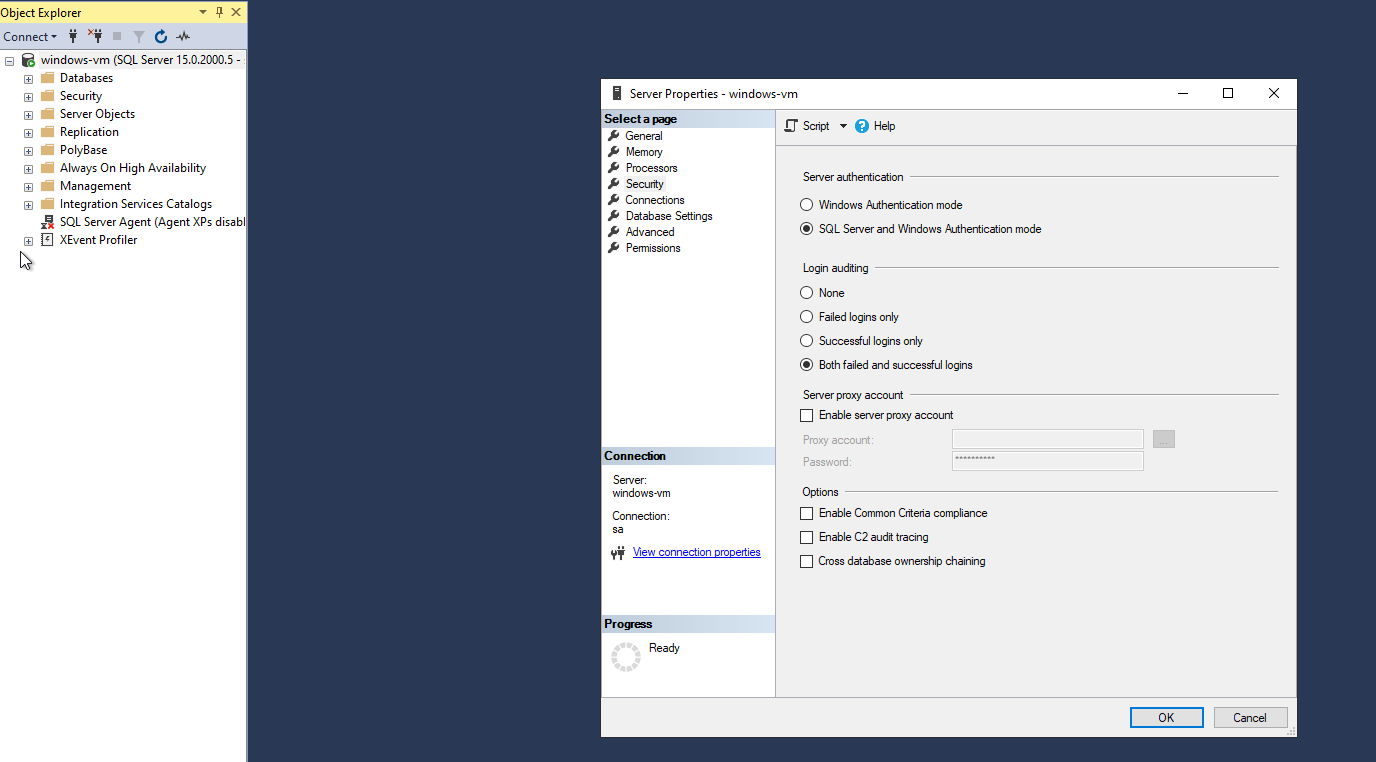 Object Explorer
Connect
windows-vm (SQL Server 15.0.2000.5 -
Databases
Security
Server Objects
Replication
PolyBase
Always On High Availability
Management
Integration Services Catalogs
SQL Server Agent (Agent XPs disabl
XEvent Profiler
Server Properties - windows-vm
Select a page
General
Memory
Processors
Security
Connections
Database Settings
Advanced
Permissions
Connection
Server:
windows-vm
Connection:
sa
View connection properties
Progress
Ready
Script
Help
Server authentication
Windows Authentication mode
SQL Server and Windows Authentication mode
Login auditing
None
Failed logins only
Successful logins only
Both failed and successful logins
Server proxy account
Enable server proxy account
Proxy account:
...
Password:
**********
Options
Enable Common Criteria compliance
Enable C2 audit tracing
Cross database ownership chaining
OK
Cancel